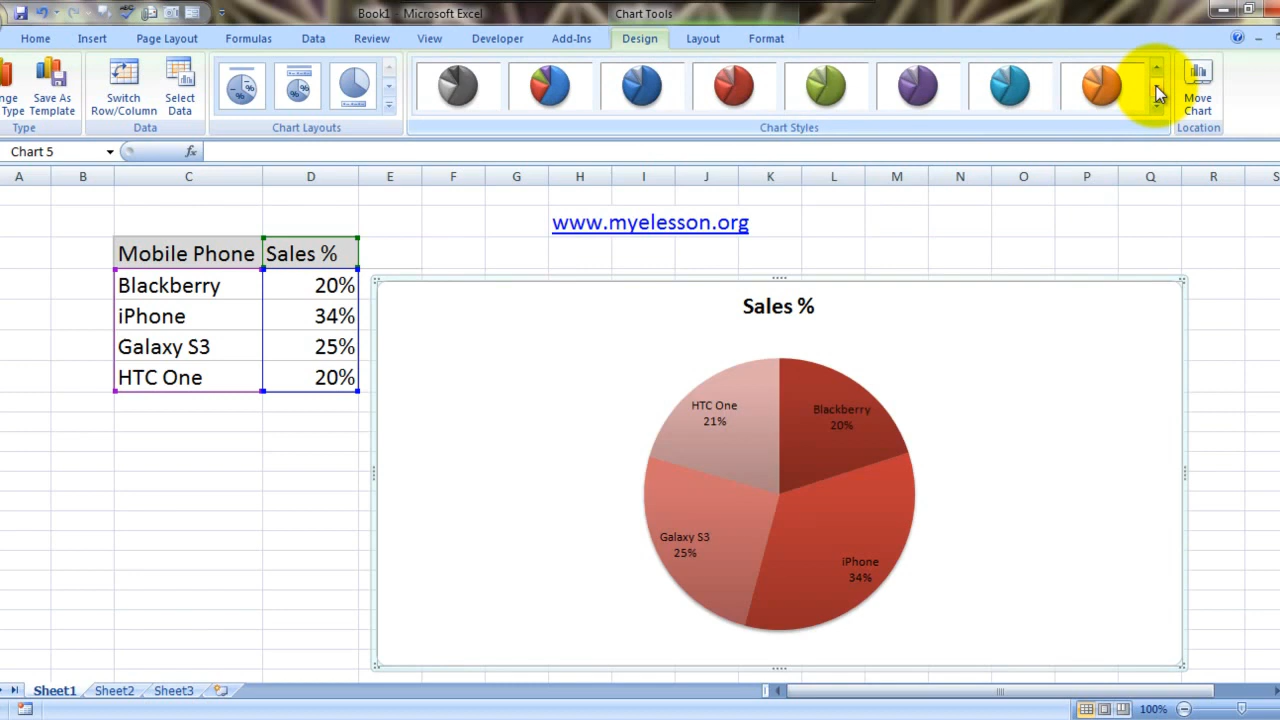 Book1 - Microsoft Excel
Chart Tools
Home Insert Page Layout Formulas Data Review View Developer Add-Ins Design Layout Format
nge Save As Switch Select Move
Type Template Row/Column Data Chart
Type Data Chart Layouts Chart Styles Location
Chart 5 fx
A B C D E F G H I J K L M N O P Q R S
www.myelesson.org
Mobile Phone Sales %
Blackberry 20%
iPhone 34%
Galaxy S3 25%
HTC One 20%
Sales %
HTC One
21%
Blackberry
20%
Galaxy S3
25%
iPhone
34%
Sheet1 Sheet2 Sheet3
100%